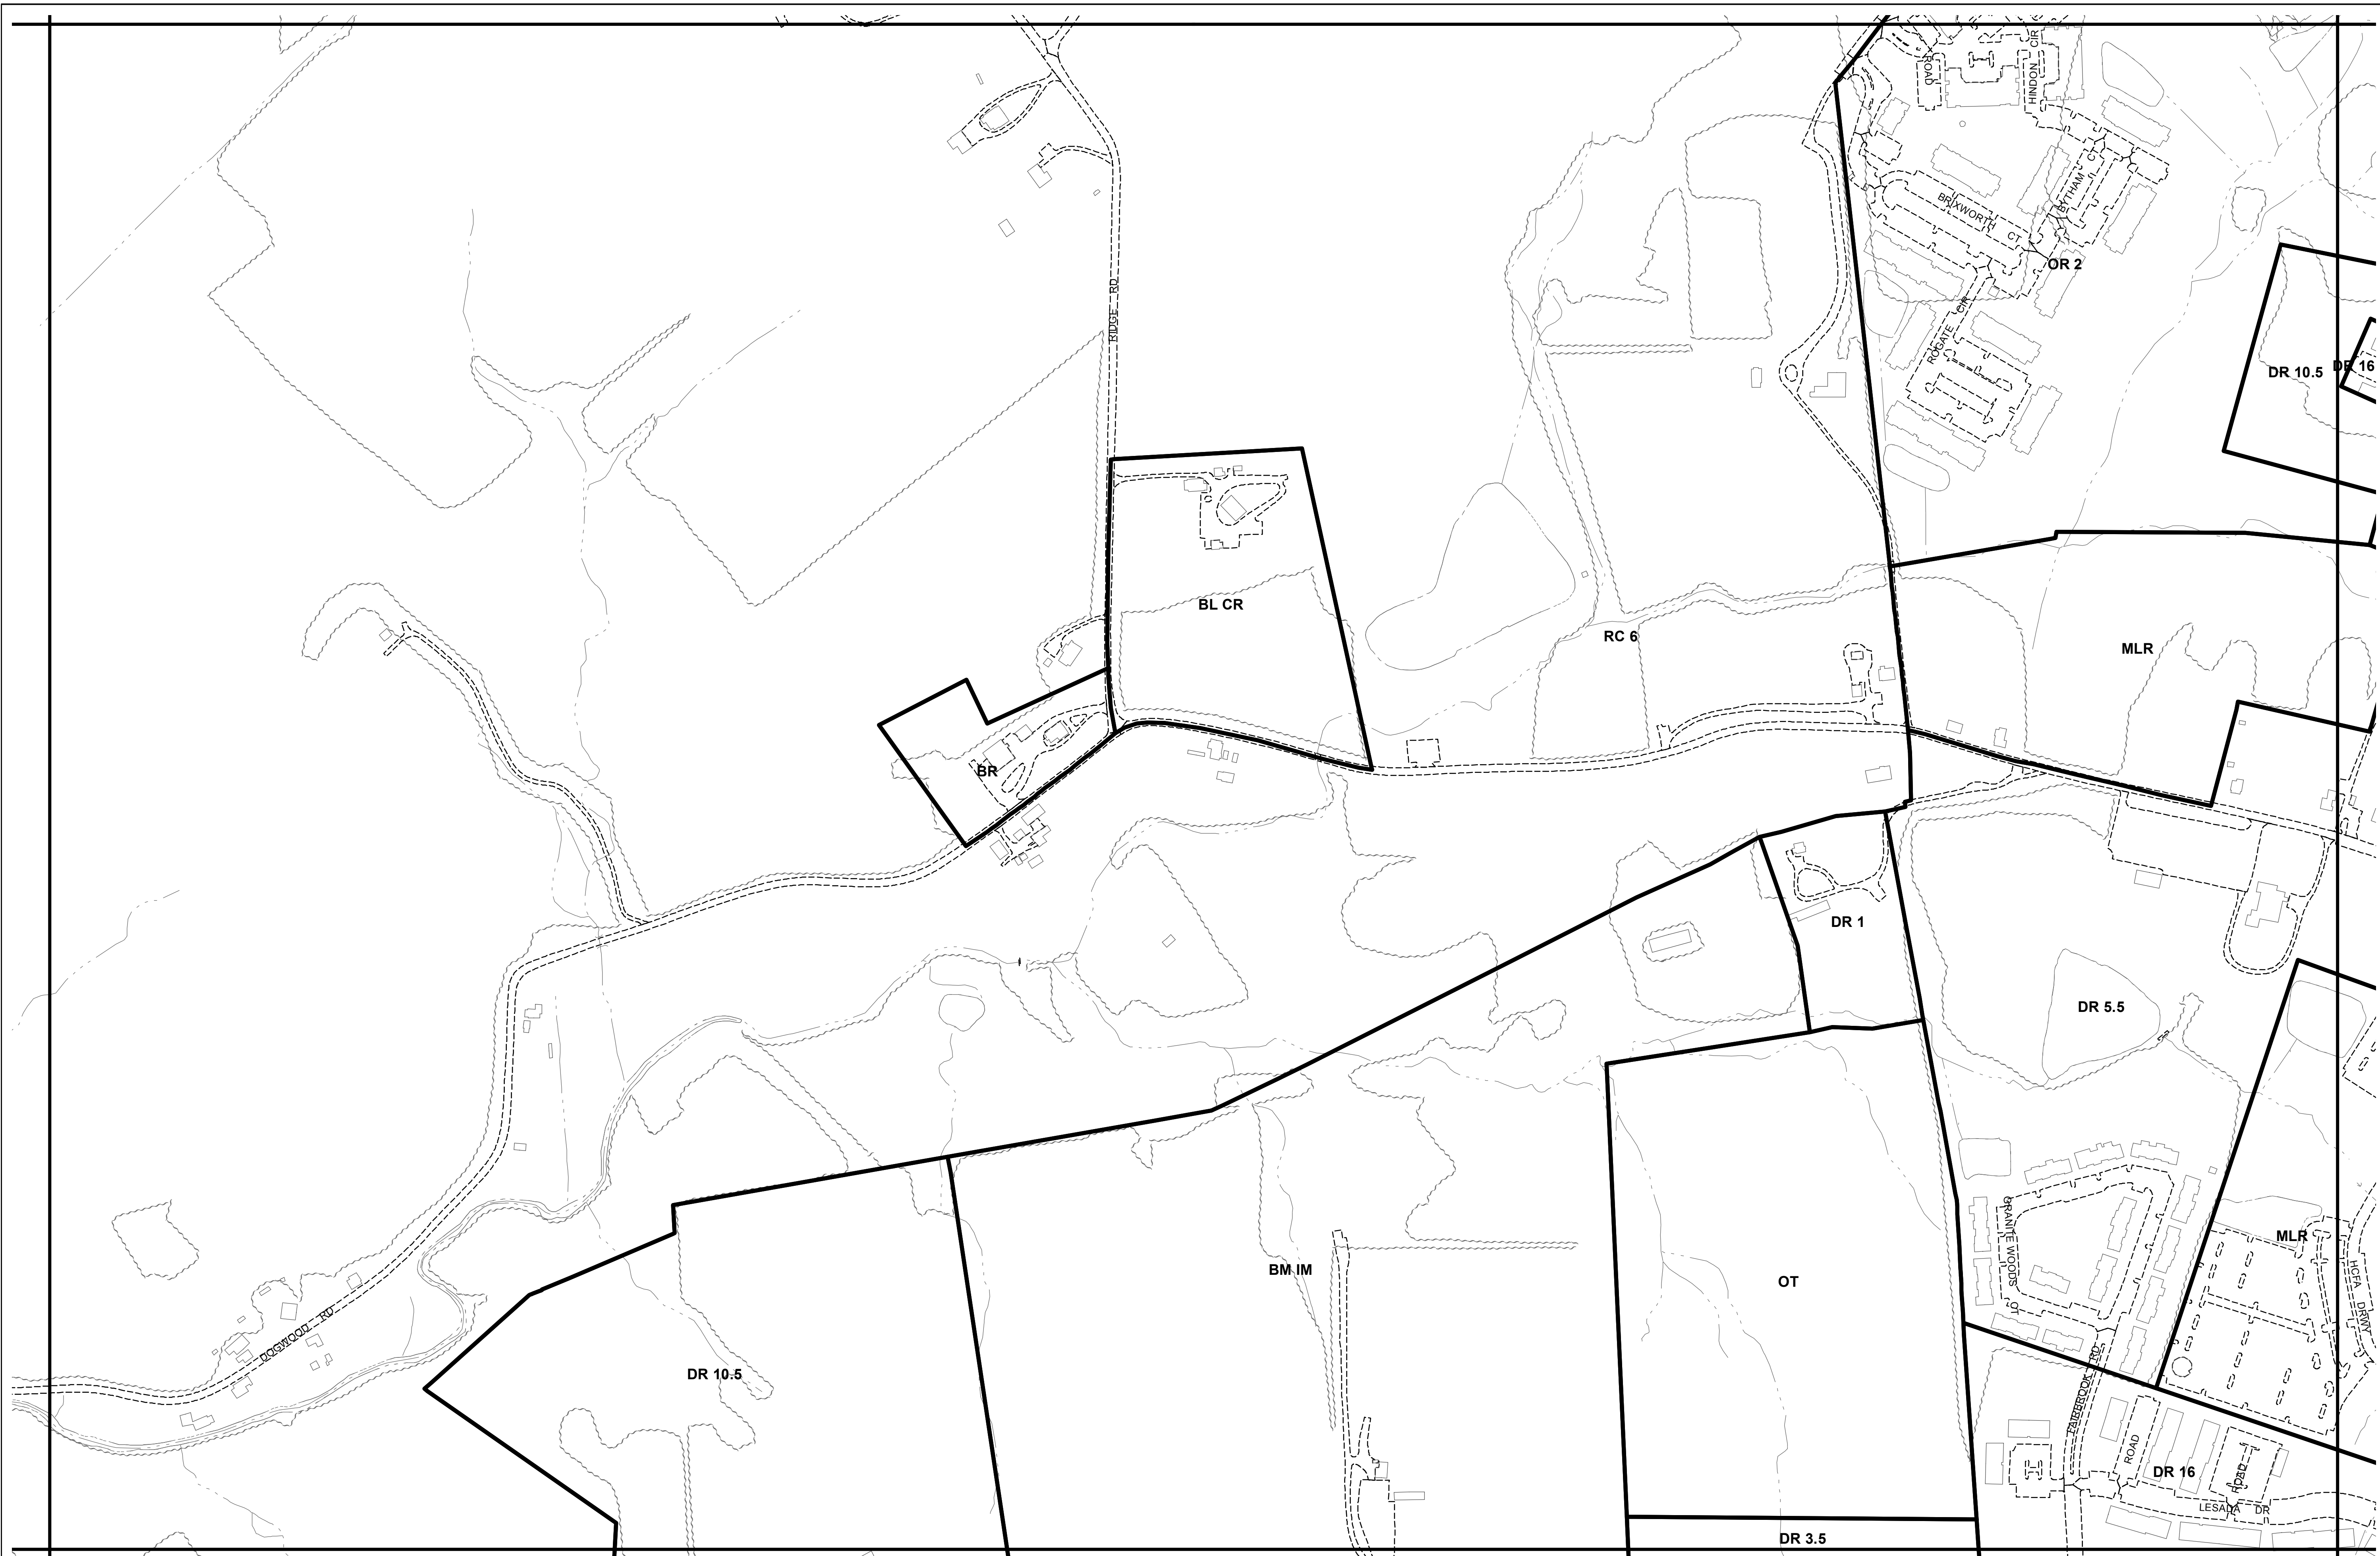 ROAD
HINDON CIR
BYTHAM C
BRIXWORTH CT
OR 2
RIDGE RD
ROGATE CIR
DR 10.5
DR 16
BL CR
RC 6
MLR
BR
DR 1
DR 5.5
GRANITE WOODS CT
MLR
HCFA DRWY
BM IM
OT
DOGWOOD RD
DR 10.5
FAIRBROOK RD
ROAD
DR 16
ROAD
LESADA DR
DR 3.5